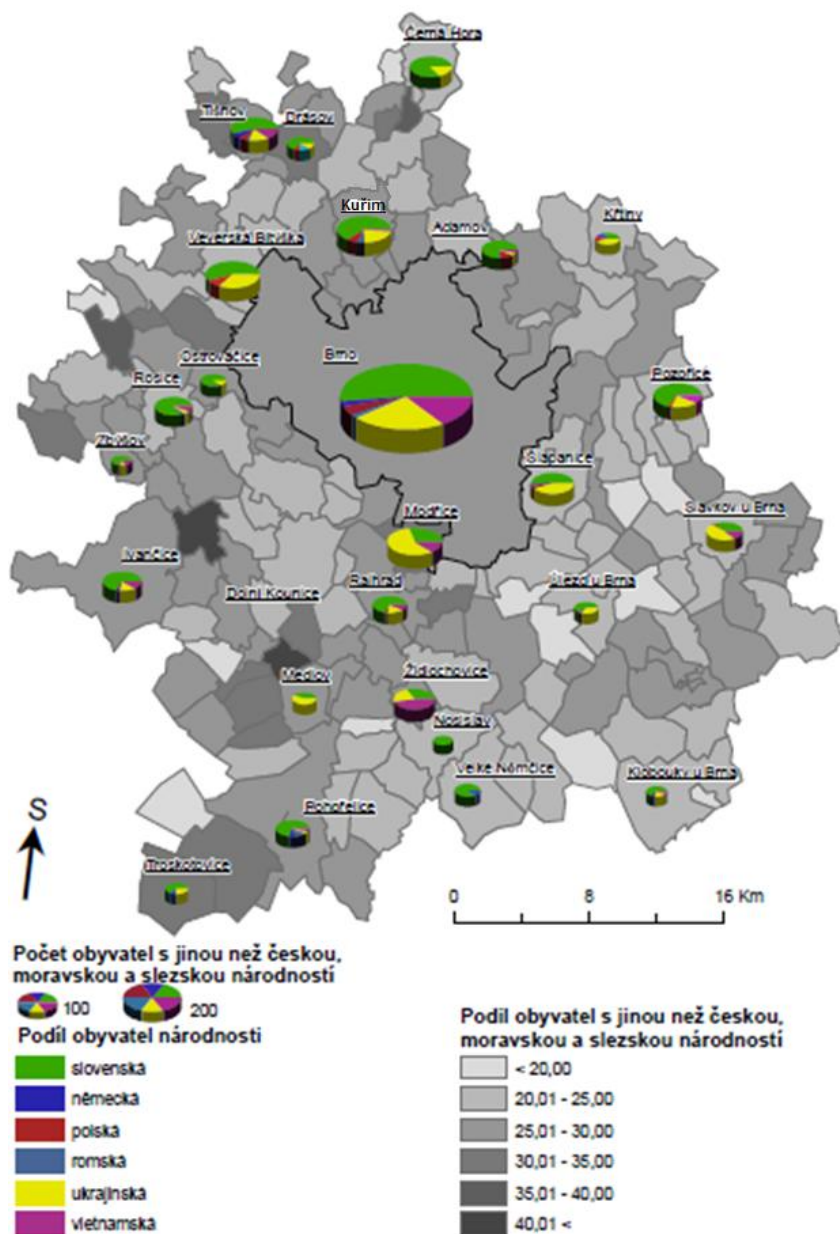 Černá Hora
Tišnov
Drásov
Kuřim
Adamov
Křtiny
Veverská Bítýška
Ostrovačice
Brno
Rosice
Pozořice
Zbýšov
Šlapanice
Modřice
Slavkov u Brna
Ivančice
Rajhrad
Dolní Kounice
Újezd u Brna
Židlochovice
Medlov
Nosislav
Velké Němčice
Klobouky u Brna
Pohořelice
S
Troskotovice
0 8 16 Km
Počet obyvatel s jinou než českou,
moravskou a slezskou národností
100 200
Podíl obyvatel národnosti
slovenská
německá
polská
romská
ukrajinská
vietnamská
Podíl obyvatel s jinou než českou,
moravskou a slezskou národností
< 20,00
20,01 - 25,00
25,01 - 30,00
30,01 - 35,00
35,01 - 40,00
40,01 <